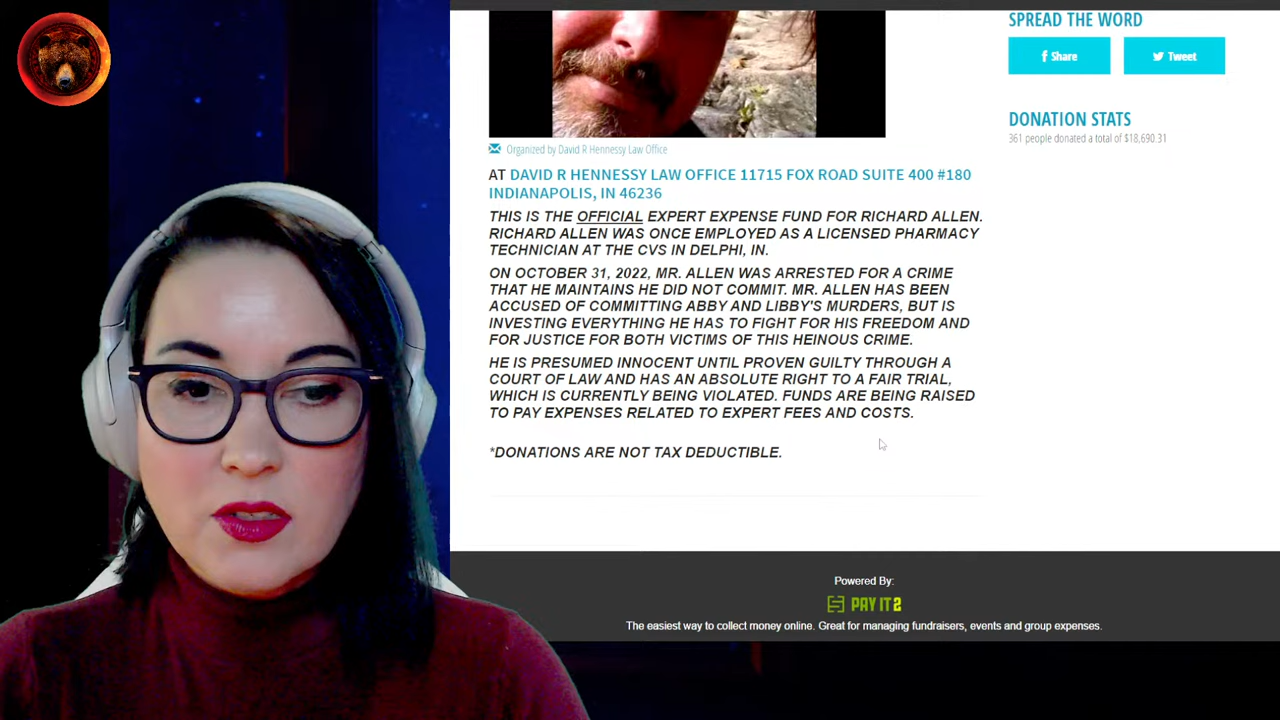 SPREAD THE WORD
Share
Tweet
DONATION STATS
361 people donated a total of $18,690.31
Organized by David R Hennessy Law Office
AT DAVID R HENNESSY LAW OFFICE 11715 FOX ROAD SUITE 400 #180
INDIANAPOLIS, IN 46236
THIS IS THE OFFICIAL EXPERT EXPENSE FUND FOR RICHARD ALLEN.
RICHARD ALLEN WAS ONCE EMPLOYED AS A LICENSED PHARMACY
TECHNICIAN AT THE CVS IN DELPHI, IN.
ON OCTOBER 31, 2022, MR. ALLEN WAS ARRESTED FOR A CRIME
THAT HE MAINTAINS HE DID NOT COMMIT. MR. ALLEN HAS BEEN
ACCUSED OF COMMITTING ABBY AND LIBBY'S MURDERS, BUT IS
INVESTING EVERYTHING HE HAS TO FIGHT FOR HIS FREEDOM AND
FOR JUSTICE FOR BOTH VICTIMS OF THIS HEINOUS CRIME.
HE IS PRESUMED INNOCENT UNTIL PROVEN GUILTY THROUGH A
COURT OF LAW AND HAS AN ABSOLUTE RIGHT TO A FAIR TRIAL,
WHICH IS CURRENTLY BEING VIOLATED. FUNDS ARE BEING RAISED
TO PAY EXPENSES RELATED TO EXPERT FEES AND COSTS.
*DONATIONS ARE NOT TAX DEDUCTIBLE.
Powered By:
PAY IT2
The easiest way to collect money online. Great for managing fundraisers, events and group expenses.